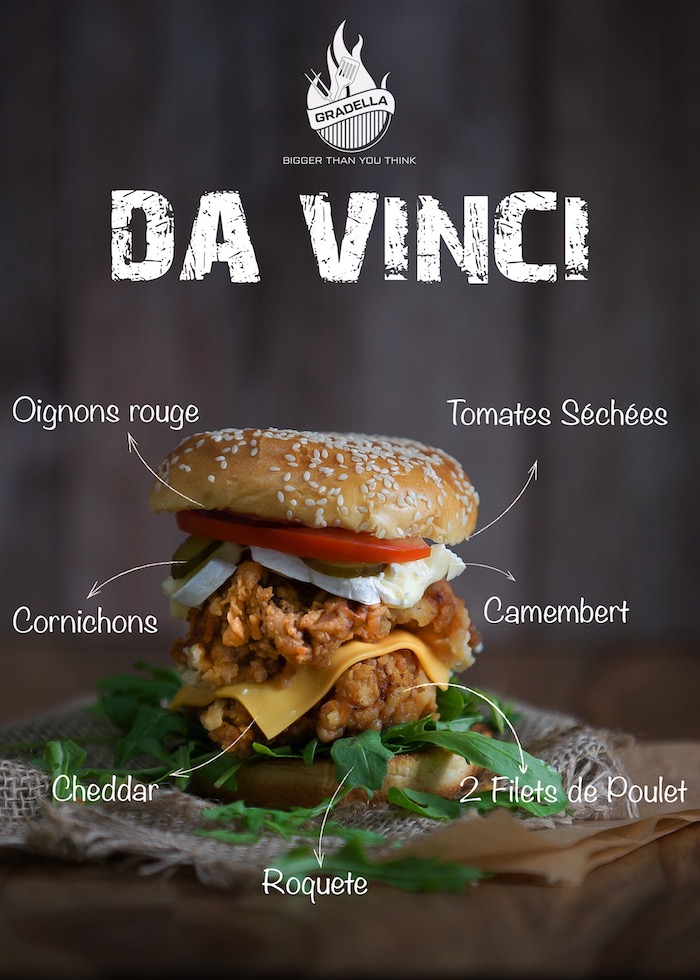 GRADELLA
BIGGER THAN YOU THINK
DA VINCI
Oignons rouge
Tomates Séchées
Cornichons
Camembert
Cheddar
2 Filets de Poulet
Roquete